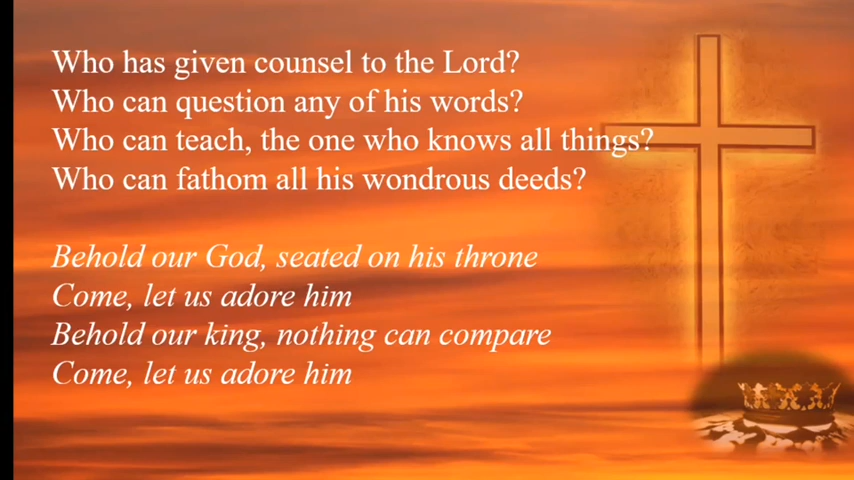 Who has given counsel to the Lord?
Who can question any of his words?
Who can teach, the one who knows all things?
Who can fathom all his wondrous deeds?
Behold our God, seated on his throne
Come, let us adore him
Behold our king, nothing can compare
Come, let us adore him